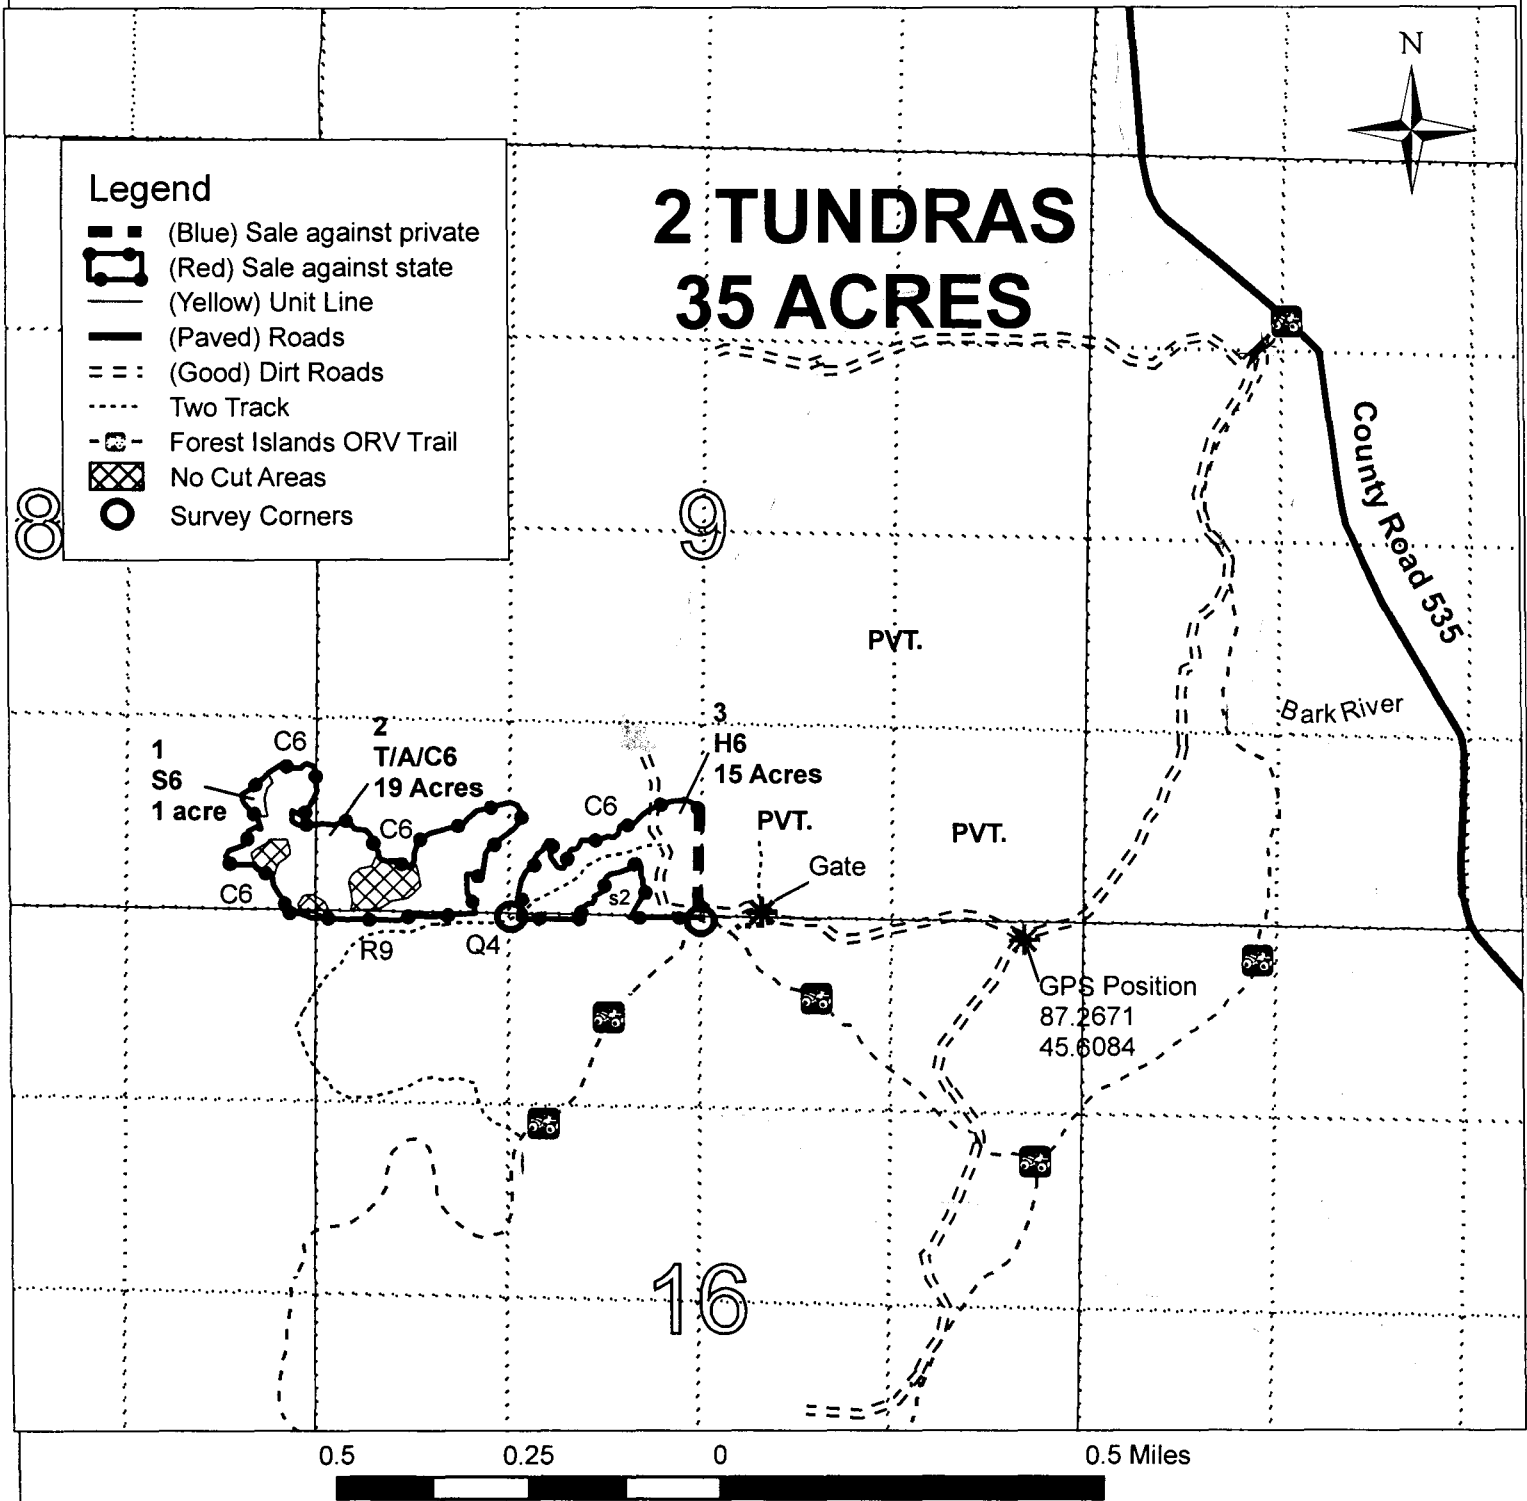 N
2 TUNDRAS
35 ACRES
Legend
(Blue) Sale against private
(Red) Sale against state
(Yellow) Unit Line
(Paved) Roads
(Good) Dirt Roads
Two Track
Forest Islands ORV Trail
No Cut Areas
Survey Corners
8
9
County Road 535
PVT.
Bark River
1
S6
1 acre
C6
2
T/A/C6
19 Acres
C6
C6
3
H6
15 Acres
PVT.
PVT.
Gate
C6
s2
R9
Q4
GPS Position
87.2671
45.6084
16
0.5 0.25 0 0.5 Miles